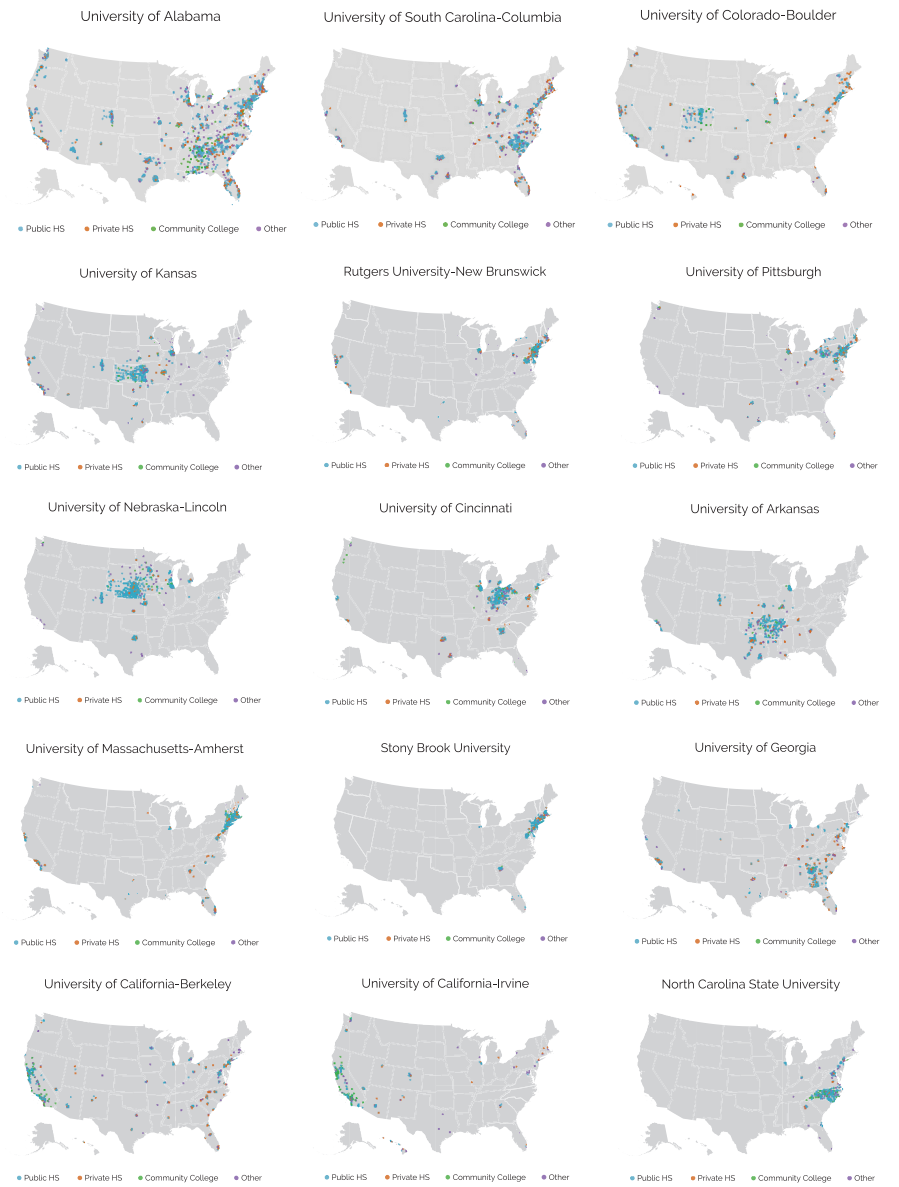 University of Alabama
University of South Carolina-Columbia
University of Colorado-Boulder
Public HS Private HS Community College Other
Public HS Private HS Community College Other
Public HS Private HS Community College Other
University of Kansas
Rutgers University-New Brunswick
University of Pittsburgh
Public HS Private HS Community College Other
Public HS Private HS Community College Other
Public HS Private HS Community College Other
University of Nebraska-Lincoln
University of Cincinnati
University of Arkansas
Public HS Private HS Community College Other
Public HS Private HS Community College Other
Public HS Private HS Community College Other
University of Massachusetts-Amherst
Stony Brook University
University of Georgia
Public HS Private HS Community College Other
Public HS Private HS Community College Other
Public HS Private HS Community College Other
University of California-Berkeley
University of California-Irvine
North Carolina State University
Public HS Private HS Community College Other
Public HS Private HS Community College Other
Public HS Private HS Community College Other